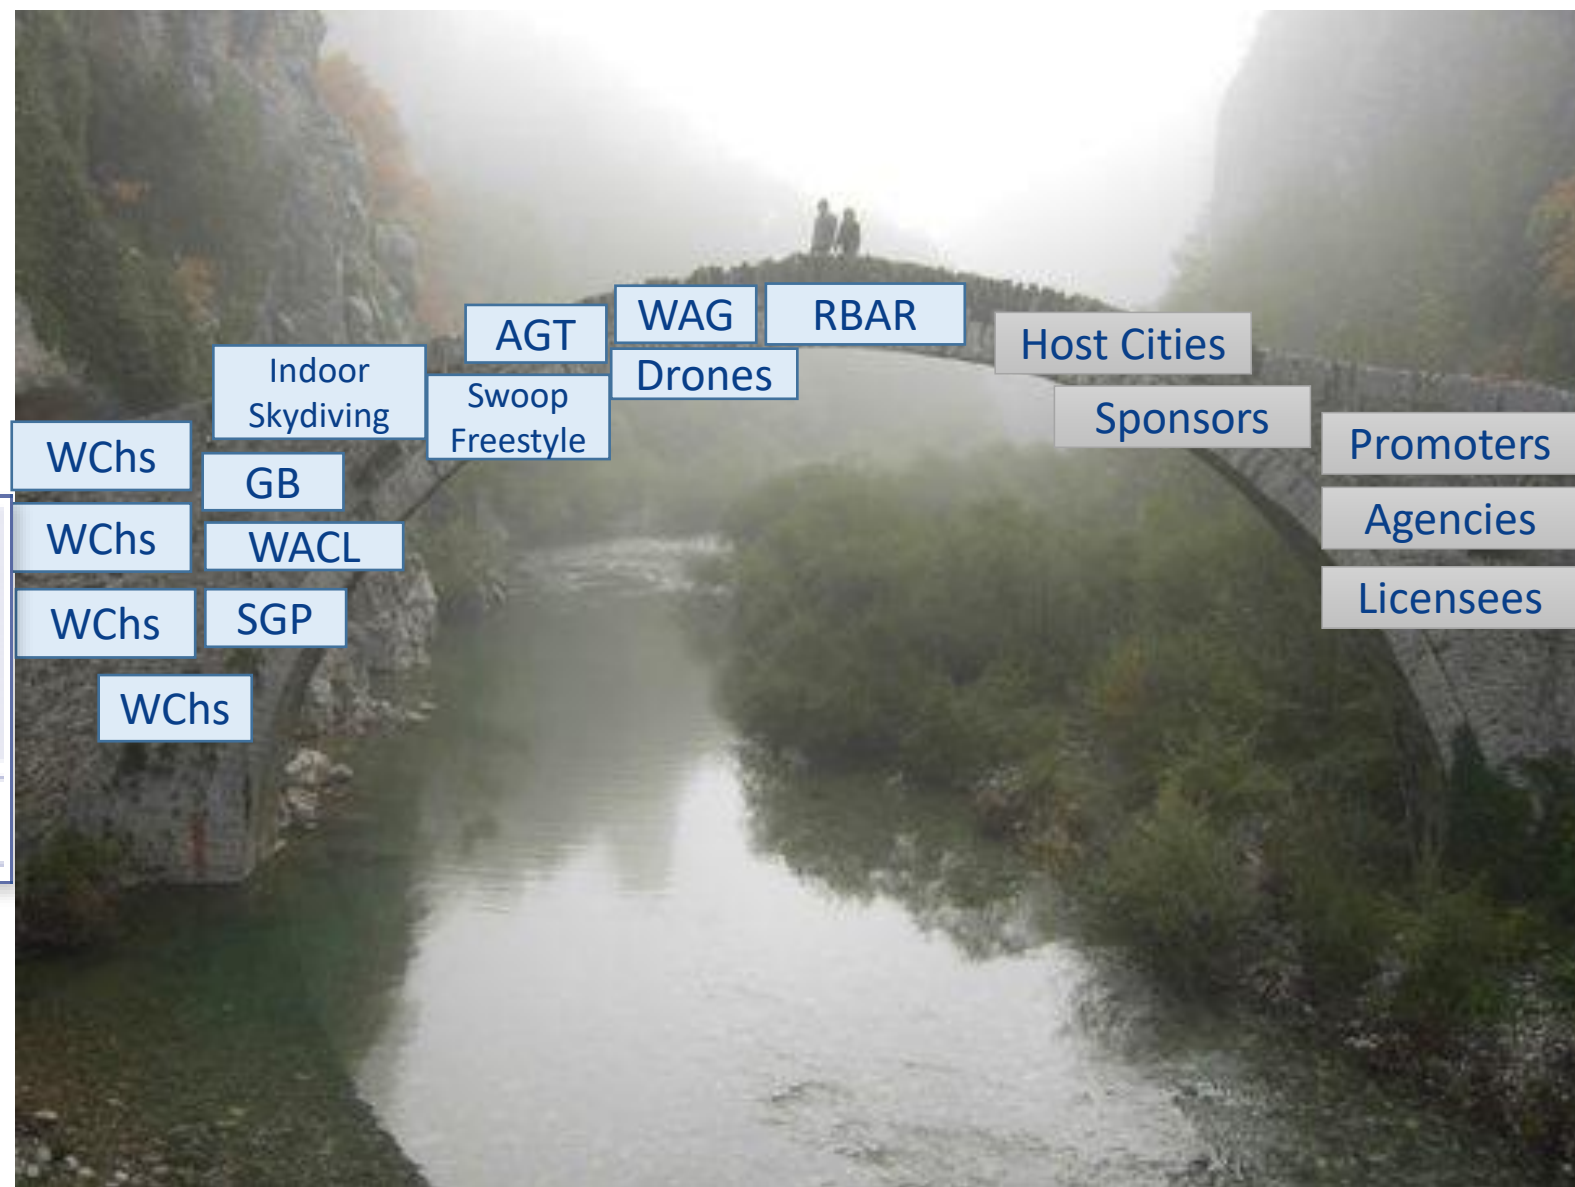 WAG
RBAR
AGT
Host Cities
Indoor
Skydiving
Drones
Swoop
Freestyle
Sponsors
WChs
Promoters
GB
WChs
WACL
Agencies
WChs
SGP
Licensees
WChs